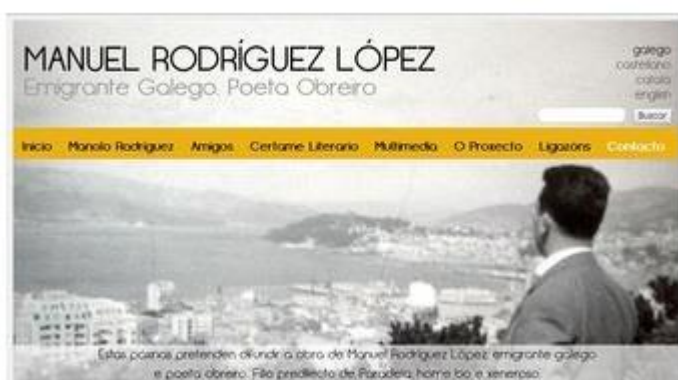 MANUEL RODRÍGUEZ LÓPEZ
Emigrante Galego. Poeta Obreiro
galego
castellano
català
english
Buscar
Inicio Manolo Rodríguez Amigos Certame Literario Multimedia O Proxecto Ligazóns Contacto
Estas páxinas pretenden difundir a obra de Manuel Rodríguez López, emigrante galego
e poeta obreiro. Fillo predilecto de Paradela, home bo e xeneroso.